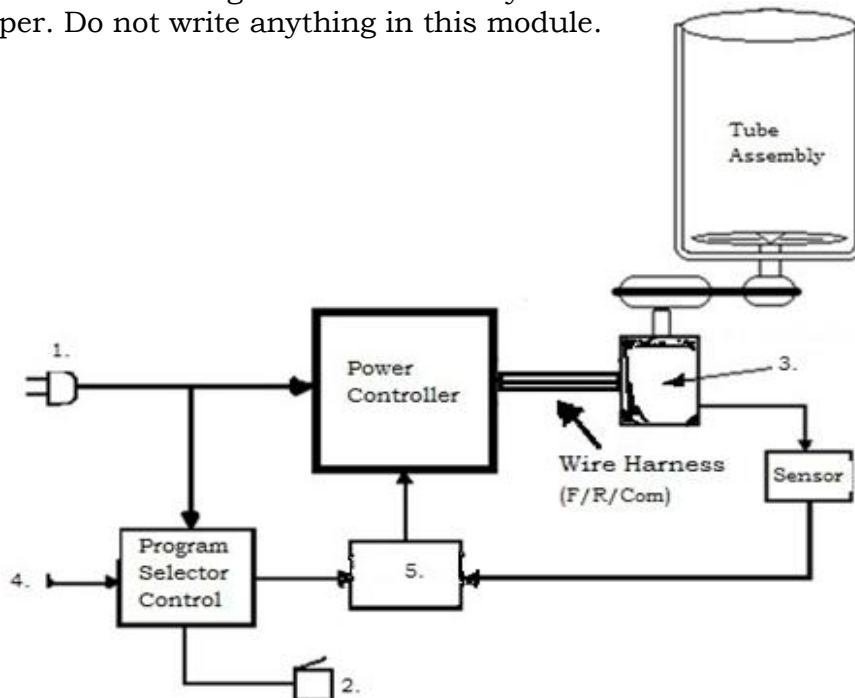 per. Do not write anything in this module.
Tube
Assembly
1.
Power
Controller
3.
Wire Harness
(F/R/Com)
Sensor
Program
Selector
Control
4.
5.
2.